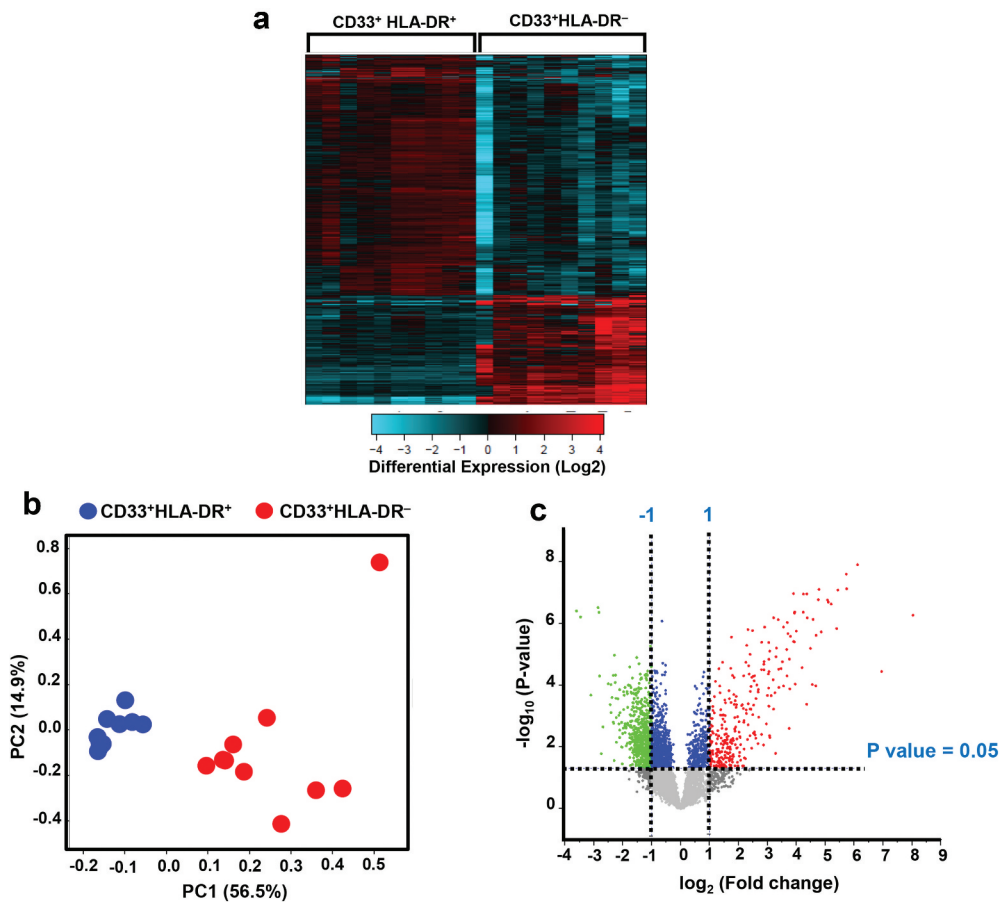 a
CD33⁺ HLA-DR⁺ CD33⁺HLA-DR⁻
−4 −3 −2 −1 0 1 2 3 4
Differential Expression (Log2)
b
CD33⁺HLA-DR⁺ CD33⁺HLA-DR⁻
0.8
0.6
0.4
0.2
0.0
-0.2
-0.4
PC2 (14.9%)
-0.2 -0.1 0.0 0.1 0.2 0.3 0.4 0.5
PC1 (56.5%)
c
-1 1
8
6
4
2
0
-log₁₀ (P-value)
P value = 0.05
-4 -3 -2 -1 0 1 2 3 4 5 6 7 8 9
log₂ (Fold change)